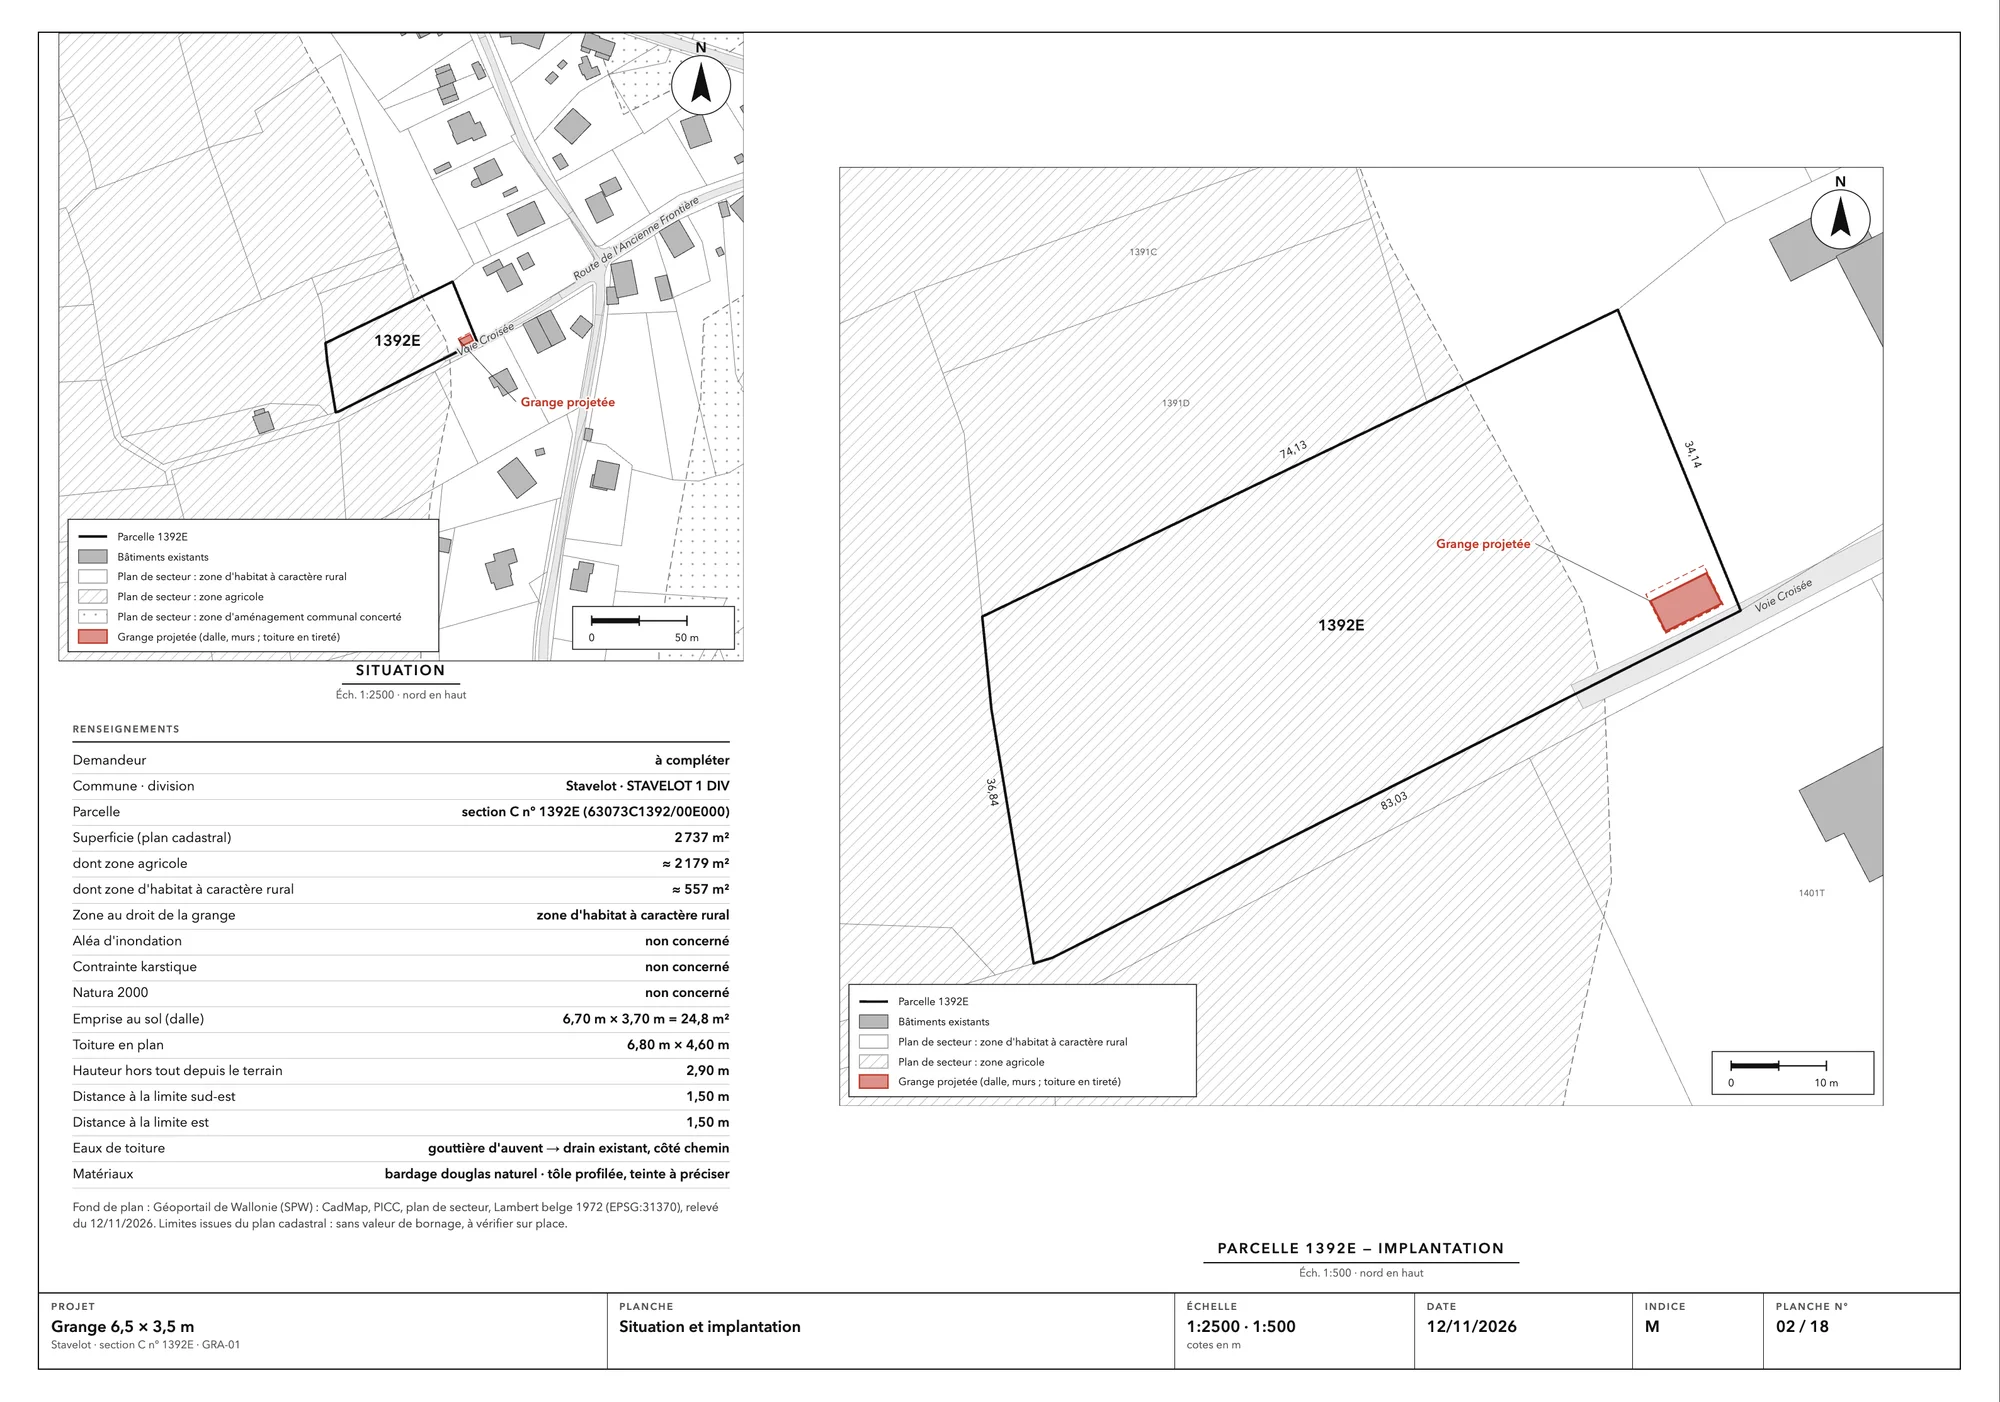 N
Route de l'Ancienne Frontière
Voie Croisée
1392E
Grange projetée
Parcelle 1392E
Bâtiments existants
Plan de secteur : zone d'habitat à caractère rural
Plan de secteur : zone agricole
Plan de secteur : zone d'aménagement communal concerté
Grange projetée (dalle, murs ; toiture en tireté)
0 50 m
SITUATION
Éch. 1:2500 · nord en haut
RENSEIGNEMENTS
Demandeur à compléter
Commune · division Stavelot · STAVELOT 1 DIV
Parcelle section C n° 1392E (63073C1392/00E000)
Superficie (plan cadastral) 2 737 m²
dont zone agricole ≈ 2 179 m²
dont zone d'habitat à caractère rural ≈ 557 m²
Zone au droit de la grange zone d'habitat à caractère rural
Aléa d'inondation non concerné
Contrainte karstique non concerné
Natura 2000 non concerné
Emprise au sol (dalle) 6,70 m × 3,70 m = 24,8 m²
Toiture en plan 6,80 m × 4,60 m
Hauteur hors tout depuis le terrain 2,90 m
Distance à la limite sud-est 1,50 m
Distance à la limite est 1,50 m
Eaux de toiture gouttière d'auvent → drain existant, côté chemin
Matériaux bardage douglas naturel · tôle profilée, teinte à préciser
Fond de plan : Géoportail de Wallonie (SPW) : CadMap, PICC, plan de secteur, Lambert belge 1972 (EPSG:31370), relevé
du 12/11/2026. Limites issues du plan cadastral : sans valeur de bornage, à vérifier sur place.
N
1391C
1391D
74,13
34,14
Grange projetée
Voie Croisée
1392E
36,84
83,03
1401T
Parcelle 1392E
Bâtiments existants
Plan de secteur : zone d'habitat à caractère rural
Plan de secteur : zone agricole
Grange projetée (dalle, murs ; toiture en tireté)
0 10 m
PARCELLE 1392E – IMPLANTATION
Éch. 1:500 · nord en haut
PROJET
Grange 6,5 × 3,5 m
Stavelot · section C n° 1392E · GRA-01
PLANCHE
Situation et implantation
ÉCHELLE
1:2500 · 1:500
cotes en m
DATE
12/11/2026
INDICE
M
PLANCHE N°
02 / 18